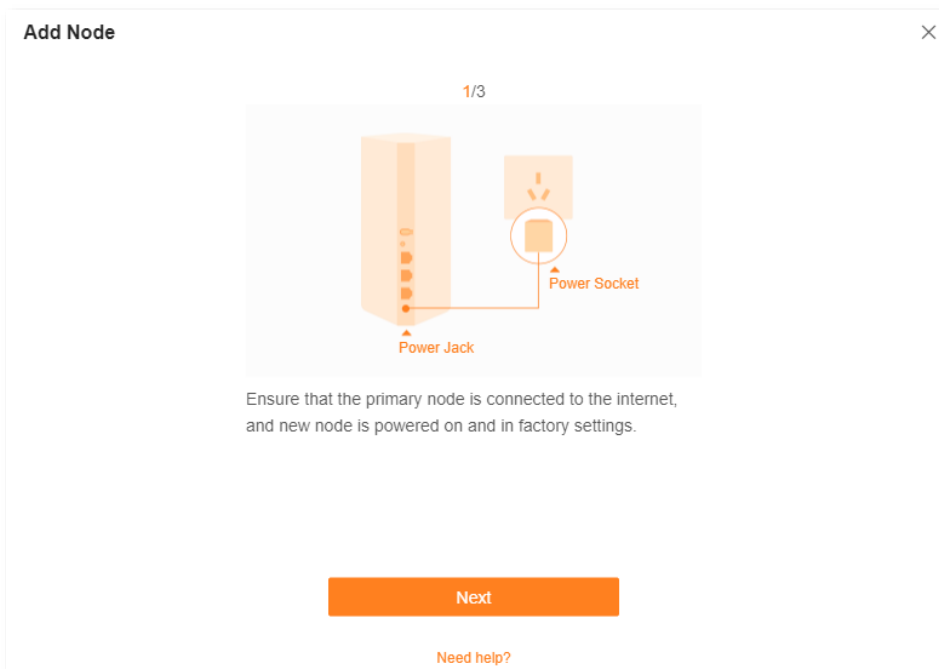 Add Node
1/3
Power Socket
Power Jack
Ensure that the primary node is connected to the internet,
and new node is powered on and in factory settings.
Next
Need help?